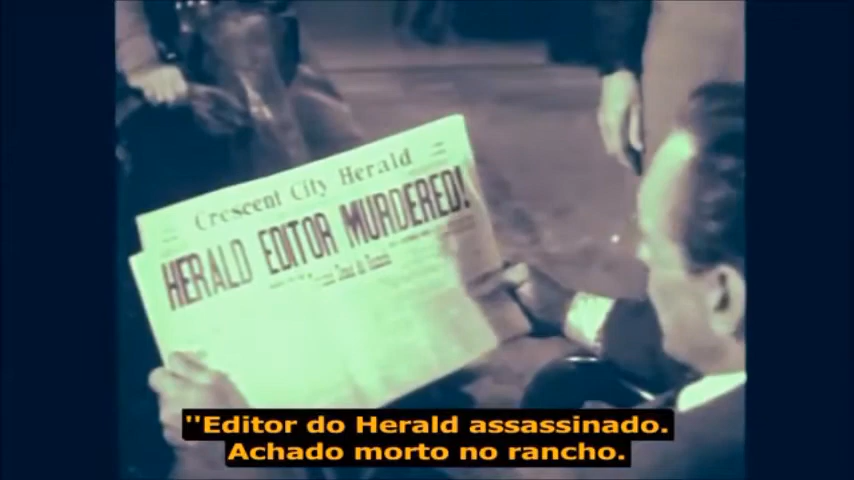 Crescent City Herald
HERALD EDITOR MURDERED!
''Editor do Herald assassinado.
Achado morto no rancho.